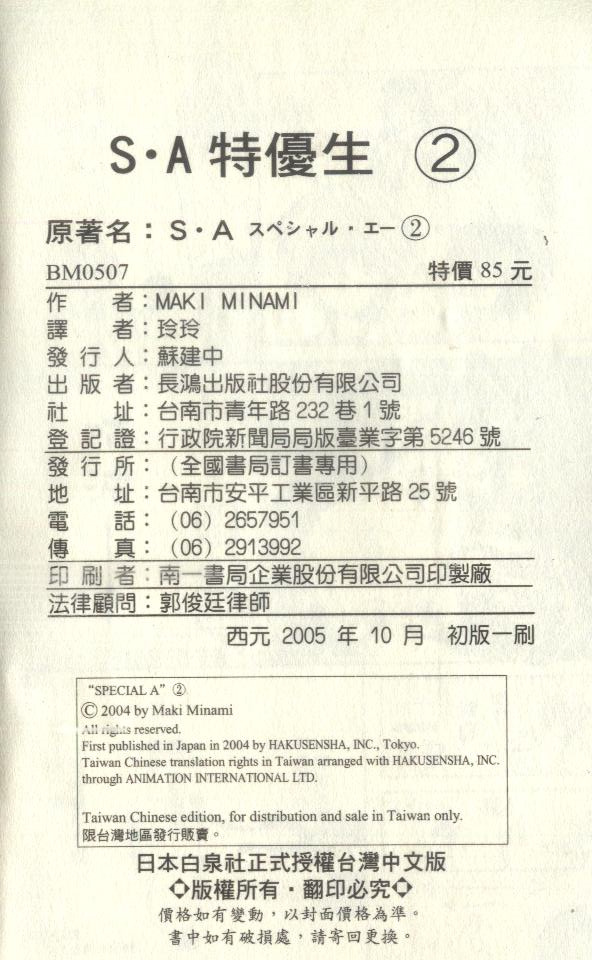 S・A 特優生 ②
原著名：S・A スペシャル・エー②
BM0507 特價 85 元
作者：MAKI MINAMI
譯者：玲玲
發行人：蘇建中
出版者：長鴻出版社股份有限公司
社址：台南市青年路 232 巷 1 號
登記證：行政院新聞局局版臺業字第 5246 號
發行所：（全國書局訂書專用）
地址：台南市安平工業區新平路 25 號
電話：（06）2657951
傳真：（06）2913992
印刷者：南一書局企業股份有限公司印製廠
法律顧問：郭俊廷律師
西元 2005 年 10 月 初版一刷
“SPECIAL A” ②
© 2004 by Maki Minami
All rights reserved.
First published in Japan in 2004 by HAKUSENSHA, INC., Tokyo.
Taiwan Chinese translation rights in Taiwan arranged with HAKUSENSHA, INC.
through ANIMATION INTERNATIONAL LTD.
Taiwan Chinese edition, for distribution and sale in Taiwan only.
限台灣地區發行販賣。
日本白泉社正式授權台灣中文版
◇版權所有・翻印必究◇
價格如有變動，以封面價格為準。
書中如有破損處，請寄回更換。